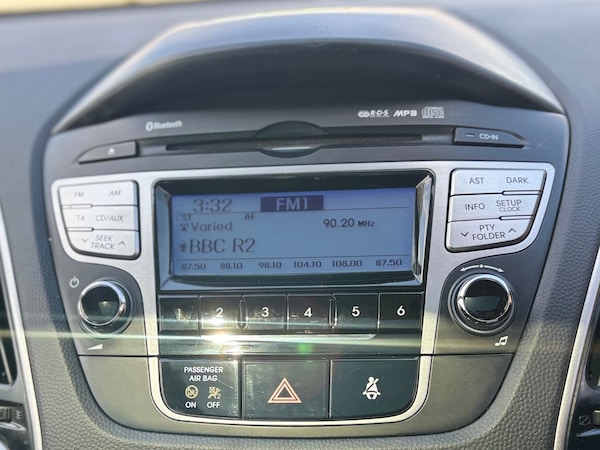 Bluetooth R·D·S MP3
CD-IN
FM AM
TA CD/AUX
SEEK
TRACK
3:32 FM1
ST AF
Varied 90.20 MHz
BBC R2
87.50 88.10 98.10 104.10 108.00 87.50
AST DARK
INFO SETUP
CLOCK
PTY
FOLDER
1 2 3 4 5 6
PASSENGER
AIR BAG
ON OFF